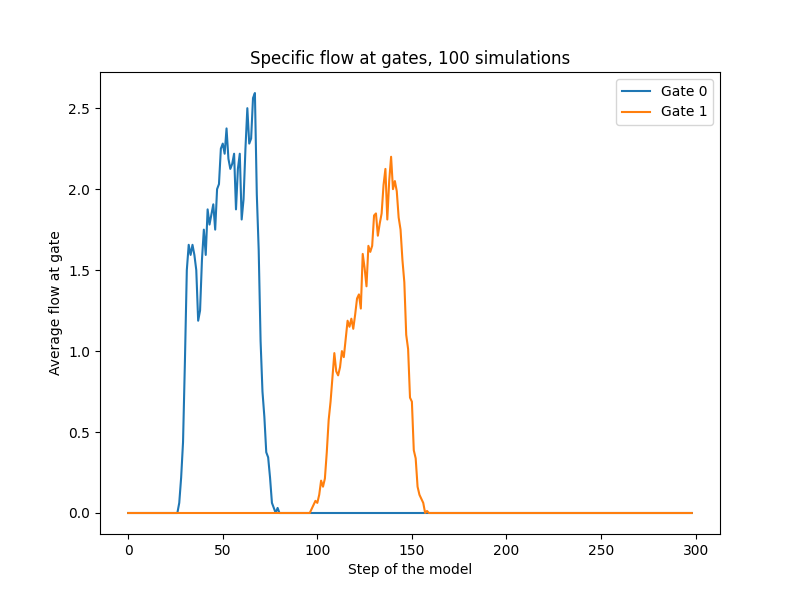 Specific flow at gates, 100 simulations
Gate 0
Gate 1
Average flow at gate
2.5
2.0
1.5
1.0
0.5
0.0
0 50 100 150 200 250 300
Step of the model